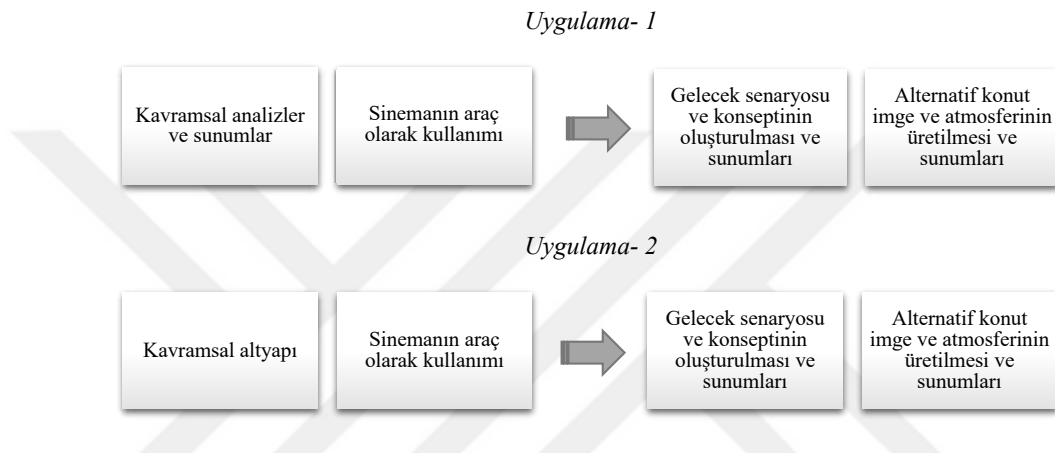 Uygulama- 1
Kavramsal analizler
ve sunumlar
Sinemanın araç
olarak kullanımı
Gelecek senaryosu
ve konseptinin
oluşturulması ve
sunumları
Alternatif konut
imge ve atmosferinin
üretilmesi ve
sunumları
Uygulama- 2
Kavramsal altyapı
Sinemanın araç
olarak kullanımı
Gelecek senaryosu
ve konseptinin
oluşturulması ve
sunumları
Alternatif konut
imge ve atmosferinin
üretilmesi ve
sunumları